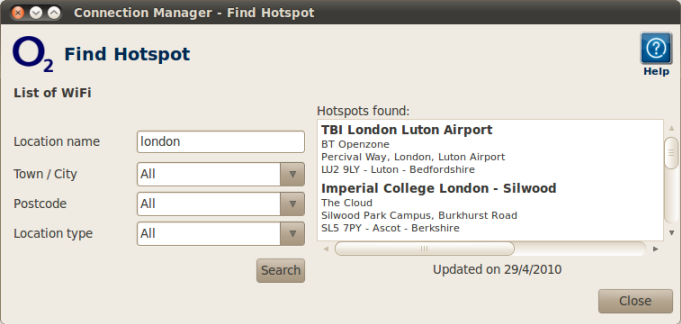 Connection Manager - Find Hotspot
O2 Find Hotspot
Help
List of WiFi
Location name
london
Town / City
All
Postcode
All
Location type
All
Search
Hotspots found:
TBI London Luton Airport
BT Openzone
Percival Way, London, Luton Airport
LU2 9LY - Luton - Bedfordshire
Imperial College London - Silwood
The Cloud
Silwood Park Campus, Burkhurst Road
SL5 7PY - Ascot - Berkshire
Updated on 29/4/2010
Close